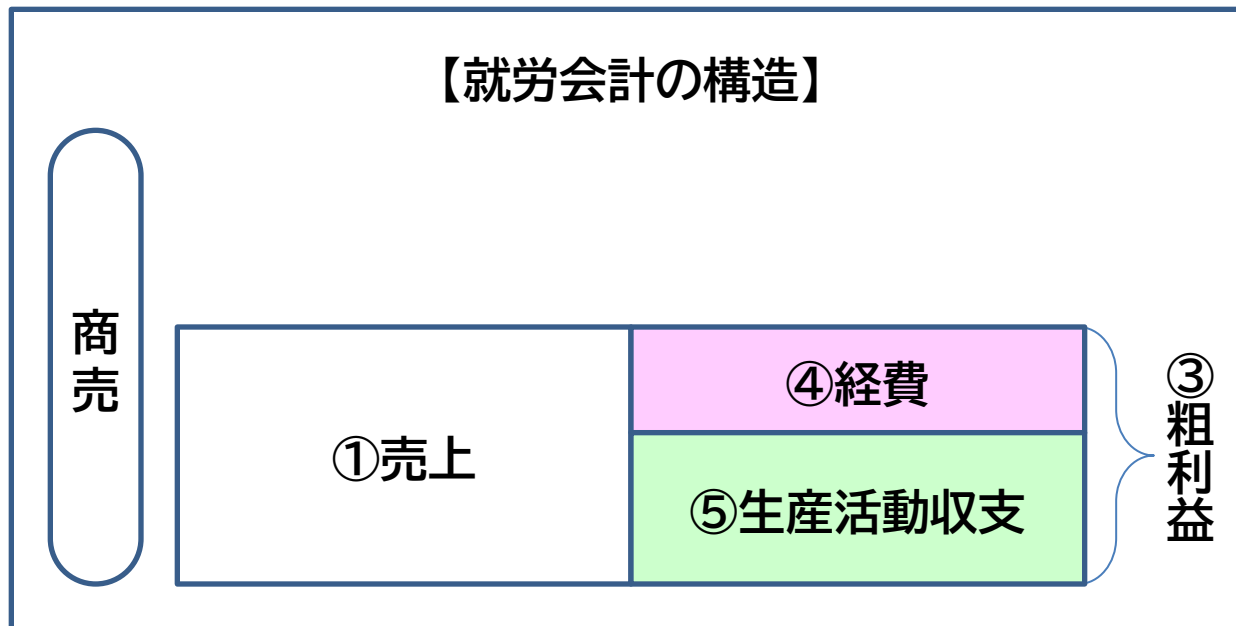 【就労会計の構造】
商売
①売上
④経費
⑤生産活動収支
③粗利益